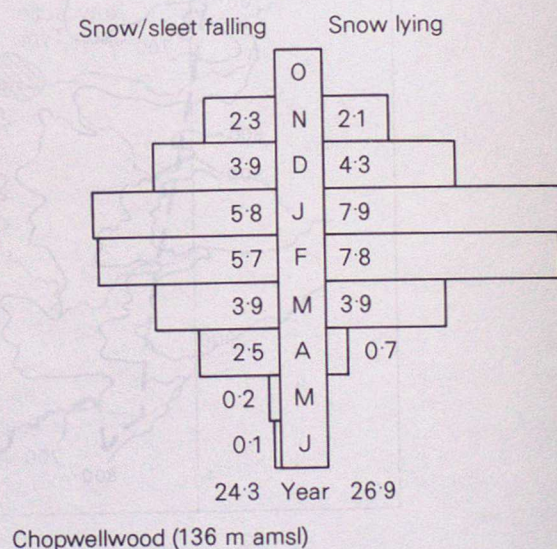 Snow/sleet falling Snow lying
O
2·3 N 2·1
3·9 D 4·3
5·8 J 7·9
5·7 F 7·8
3·9 M 3·9
2·5 A 0·7
0·2 M
0·1 J
24·3 Year 26·9
Chopwellwood (136 m amsl)